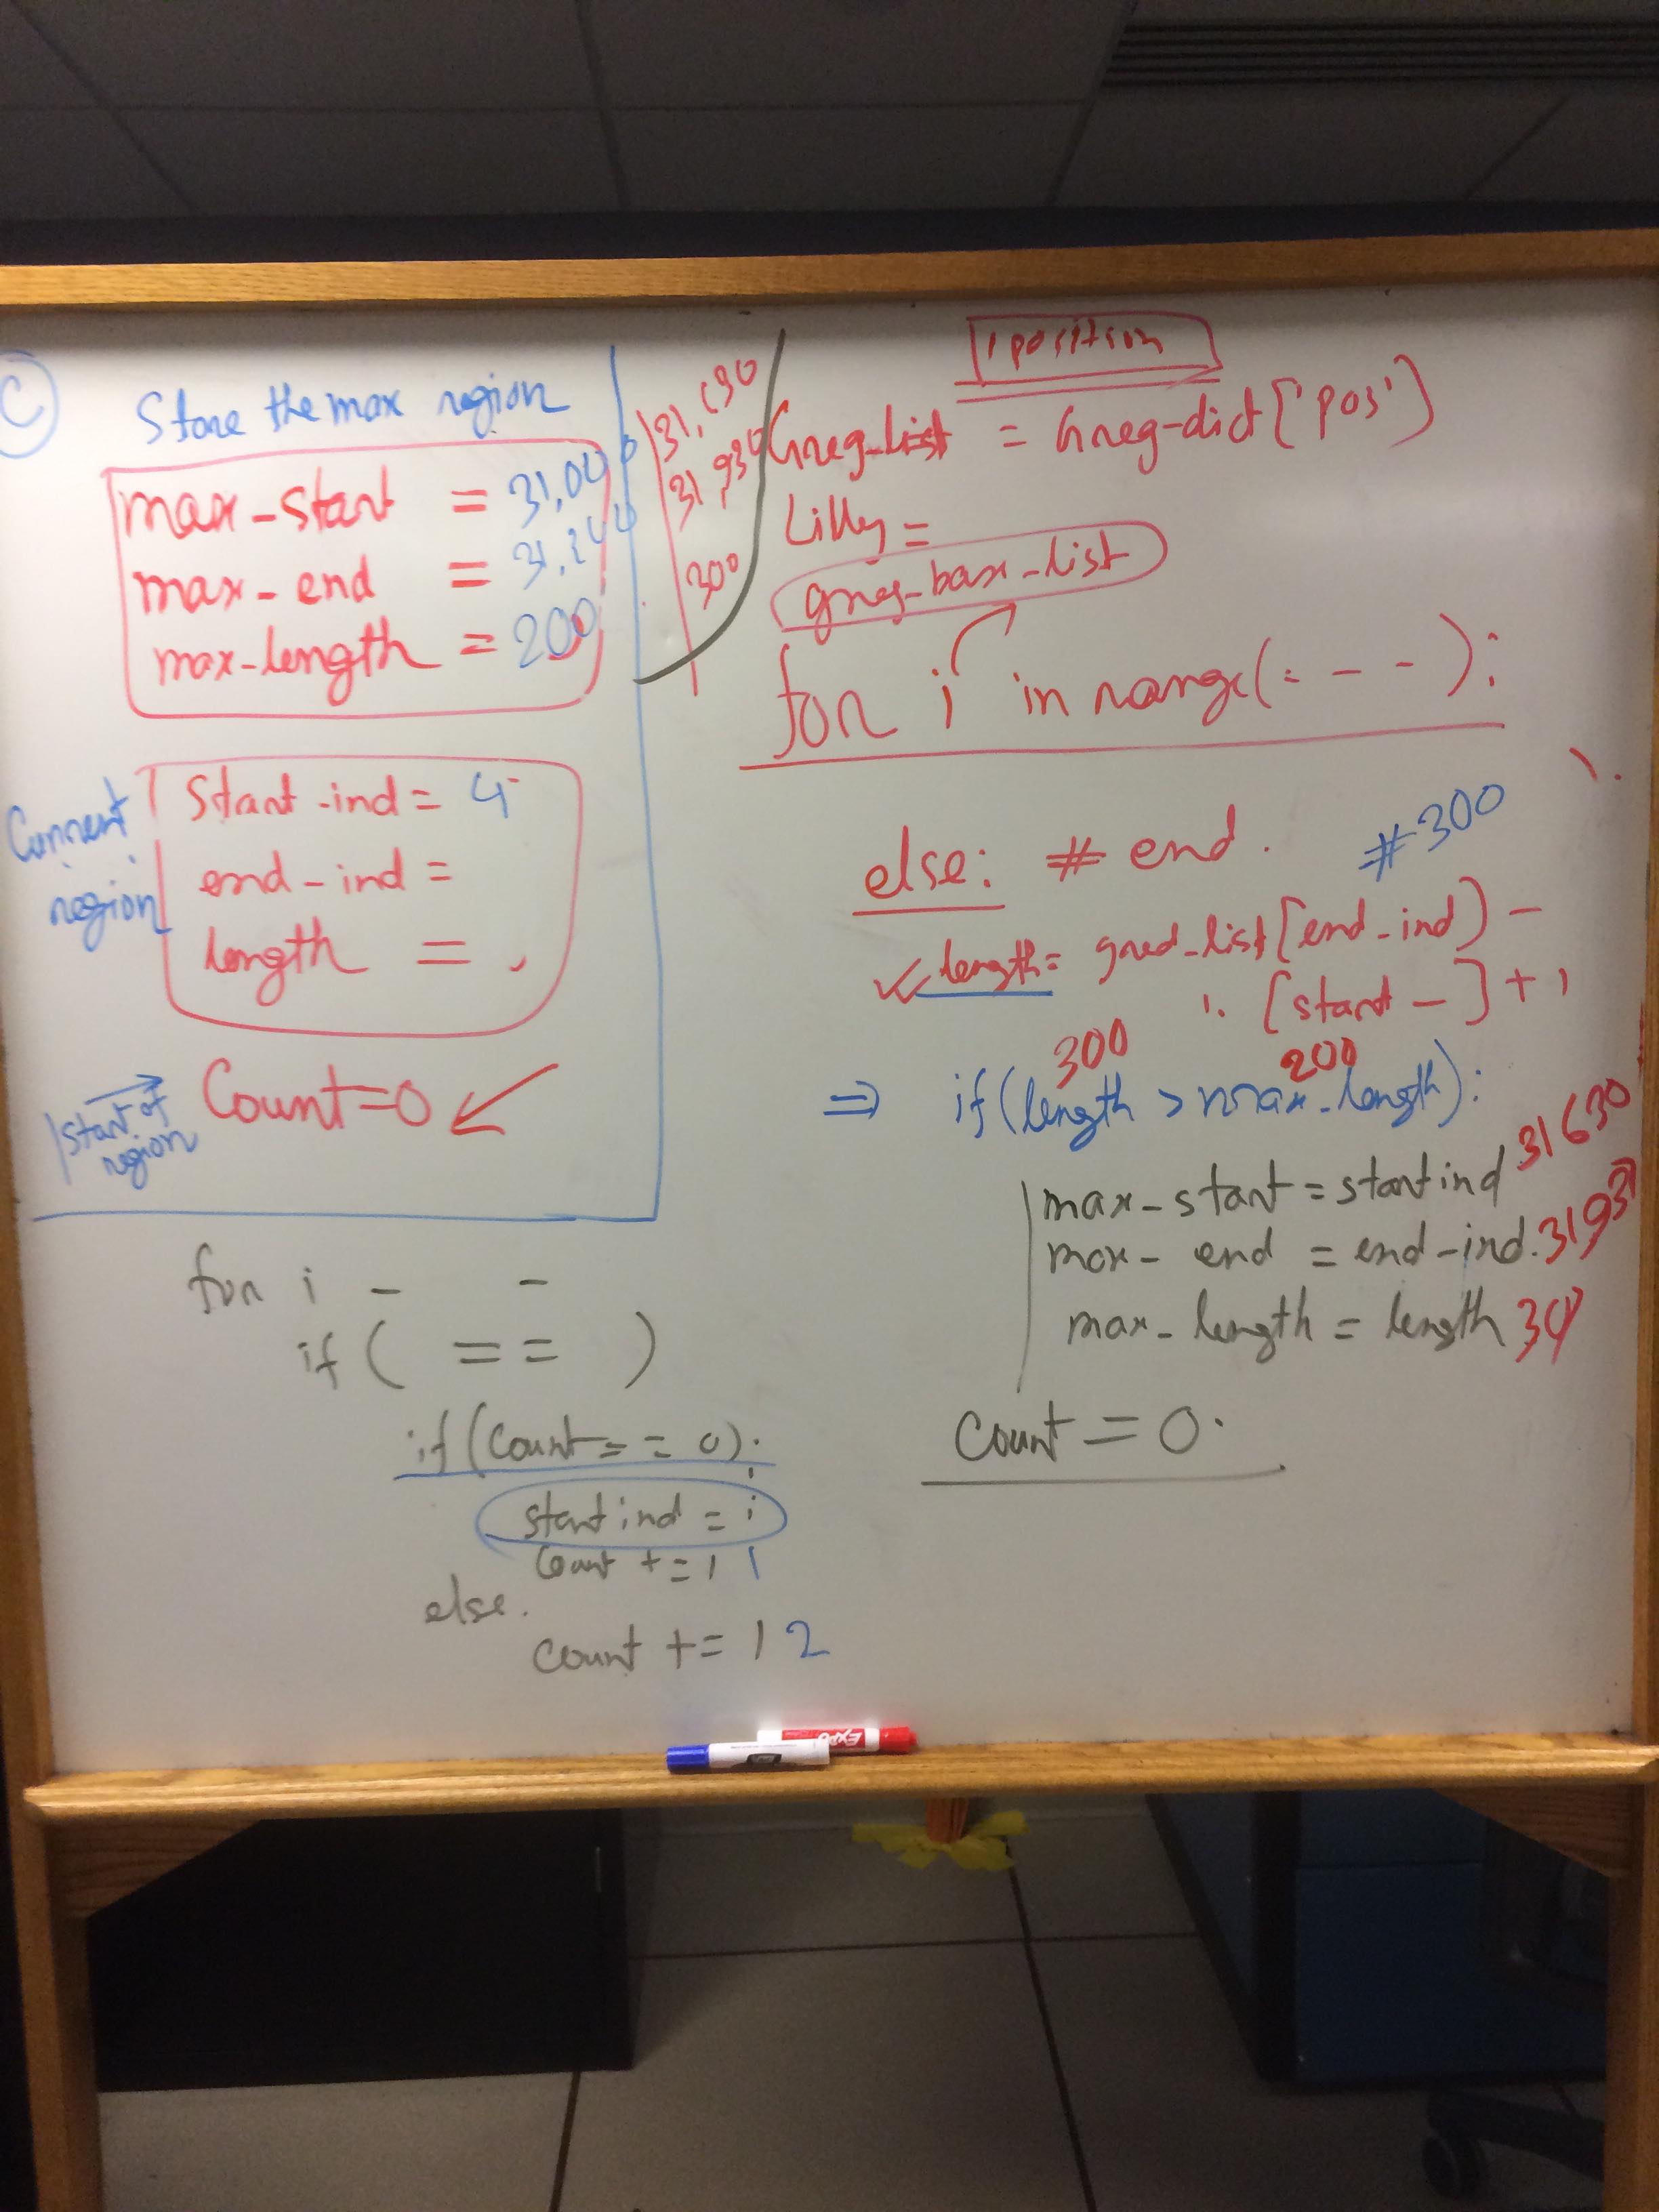 C
Store the max region
max-start = 31,000
max-end = 31,200
max-length = 200
31,630
31,930
300
Current
region
Start-ind = 4
end-ind =
length =
Start of
region
Count=0
for i - -
if ( == )
if (Count == 0):
start ind = i
Count += 1 1
else.
count += 1 2
position
Greg-list = Greg-dict['pos']
Lilly =
greg-base-list
for i in range(: - - ):
else: # end. #300
length= gred-list[end-ind] -
[start -] + 1
300 200
⇒ if(length > max-length):
max-start = start ind 31630
max- end = end-ind. 31930
max- length = length
Count = 0.
EXPO